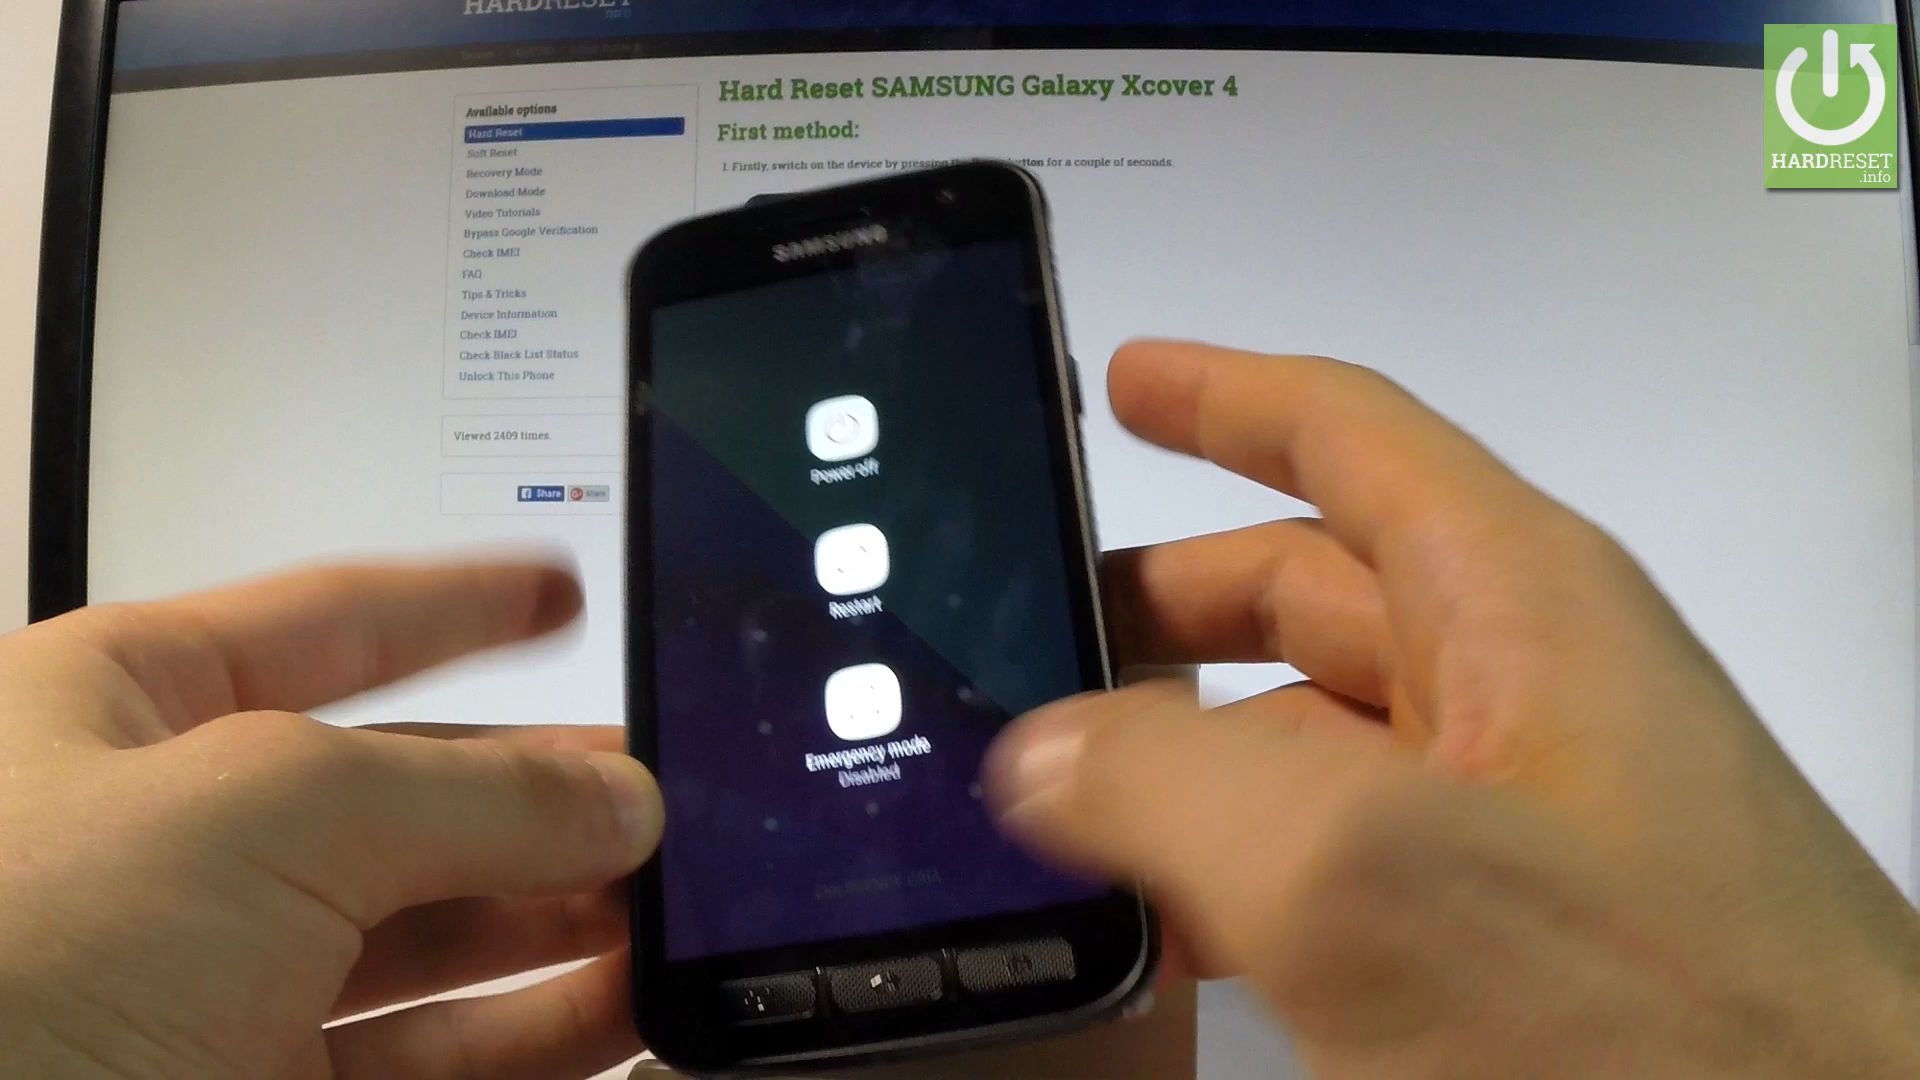 HARDRESET
Hard Reset SAMSUNG Galaxy Xcover 4
First method:
1. Firstly, switch on the device by pressing the button for a couple of seconds.
Available options
Hard Reset
Soft Reset
Recovery Mode
Download Mode
Video Tutorials
Bypass Google Verification
Check IMEI
FAQ
Tips & Tricks
Device Information
Check IMEI
Check Black List Status
Unlock This Phone
Viewed 2409 times.
Share
Share
SAMSUNG
Power off
Restart
Emergency mode
Disabled
HARDRESET
.info